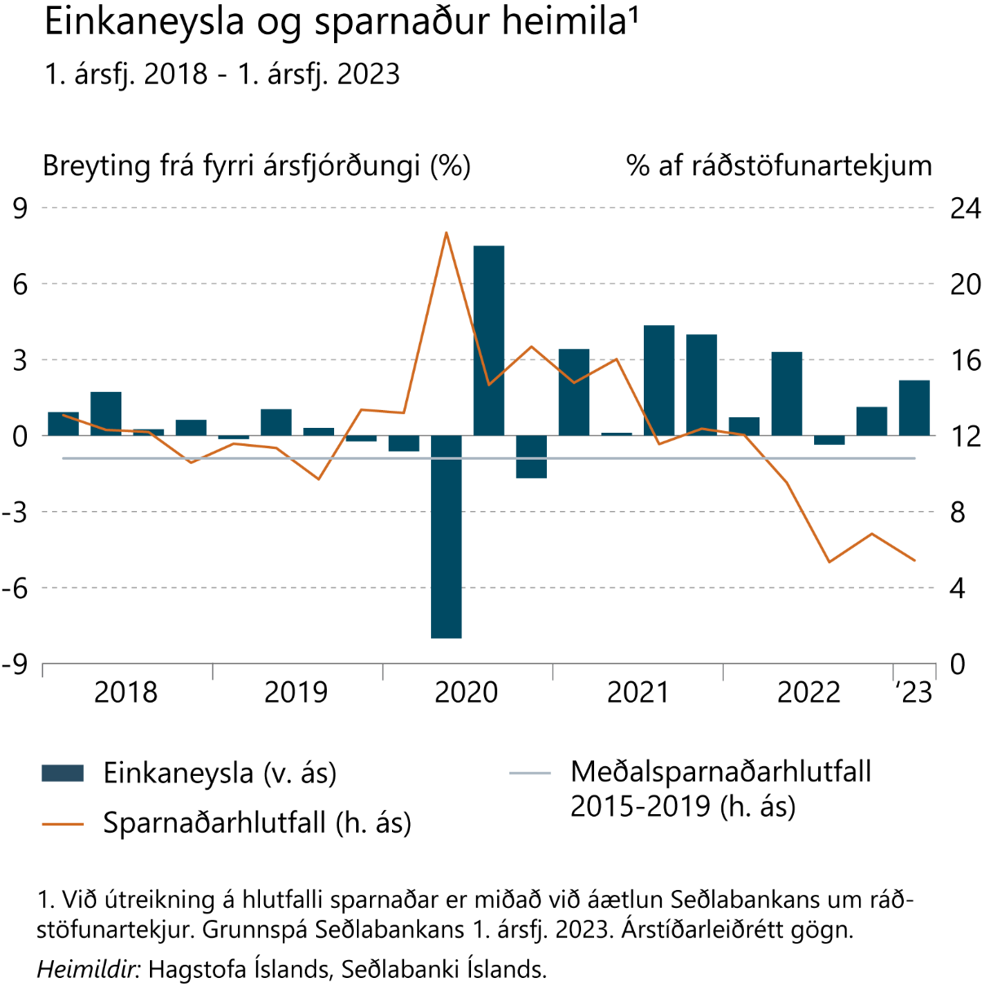 Einkaneysla og sparnaður heimila¹
1. ársfj. 2018 - 1. ársfj. 2023
Breyting frá fyrri ársfjórðungi (%)
% af ráðstöfunartekjum
9
24
6
20
3
16
0
12
-3
8
-6
4
-9
0
2018
2019
2020
2021
2022
‘23
Einkaneysla (v. ás)
Sparnaðarhlutfall (h. ás)
Meðalsparnaðarhlutfall
2015-2019 (h. ás)
1. Við útreikning á hlutfalli sparnaðar er miðað við áætlun Seðlabankans um ráð-
stöfunartekjur. Grunnspá Seðlabankans 1. ársfj. 2023. Árstíðarleiðrétt gögn.
Heimildir: Hagstofa Íslands, Seðlabanki Íslands.